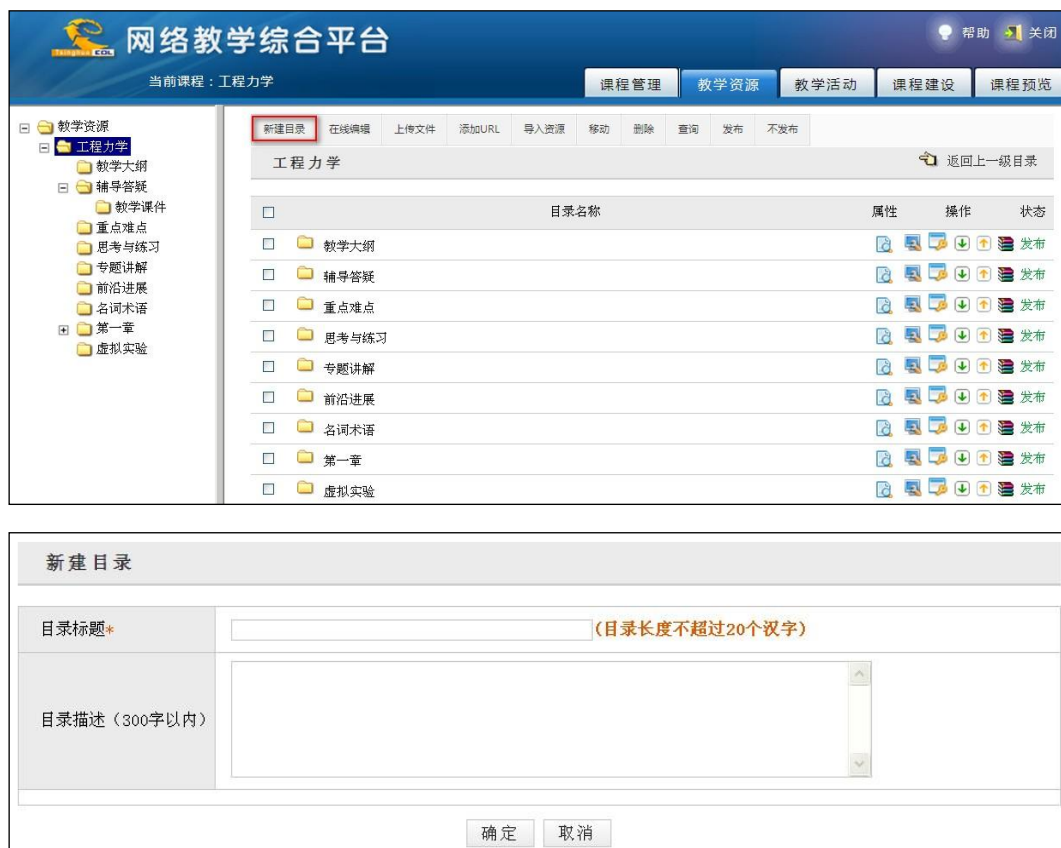 网络教学综合平台
帮助 关闭
当前课程：工程力学
课程管理 教学资源 教学活动 课程建设 课程预览
教学资源
工程力学
教学大纲
辅导答疑
教学课件
重点难点
思考与练习
专题讲解
前沿进展
名词术语
第一章
虚拟实验
新建目录 在线编辑 上传文件 添加URL 导入资源 移动 删除 查询 发布 不发布
工程力学 返回上一级目录
目录名称 属性 操作 状态
教学大纲 发布
辅导答疑 发布
重点难点 发布
思考与练习 发布
专题讲解 发布
前沿进展 发布
名词术语 发布
第一章 发布
虚拟实验 发布
新建目录
目录标题* (目录长度不超过20个汉字)
目录描述（300字以内）
确定 取消